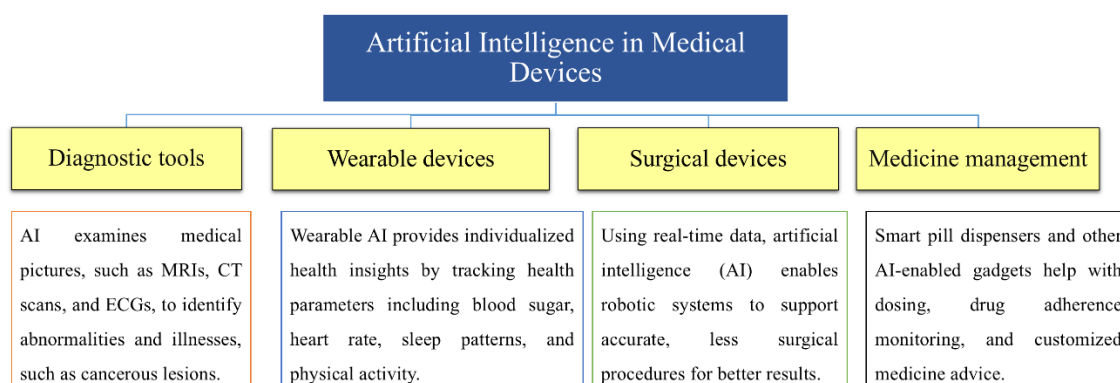 Artificial Intelligence in Medical
Devices
Diagnostic tools
Wearable devices
Surgical devices
Medicine management
AI examines medical
pictures, such as MRIs, CT
scans, and ECGs, to identify
abnormalities and illnesses,
such as cancerous lesions.
Wearable AI provides individualized
health insights by tracking health
parameters including blood sugar,
heart rate, sleep patterns, and
physical activity.
Using real-time data, artificial
intelligence (AI) enables
robotic systems to support
accurate, less surgical
procedures for better results.
Smart pill dispensers and other
AI-enabled gadgets help with
dosing, drug adherence
monitoring, and customized
medicine advice.